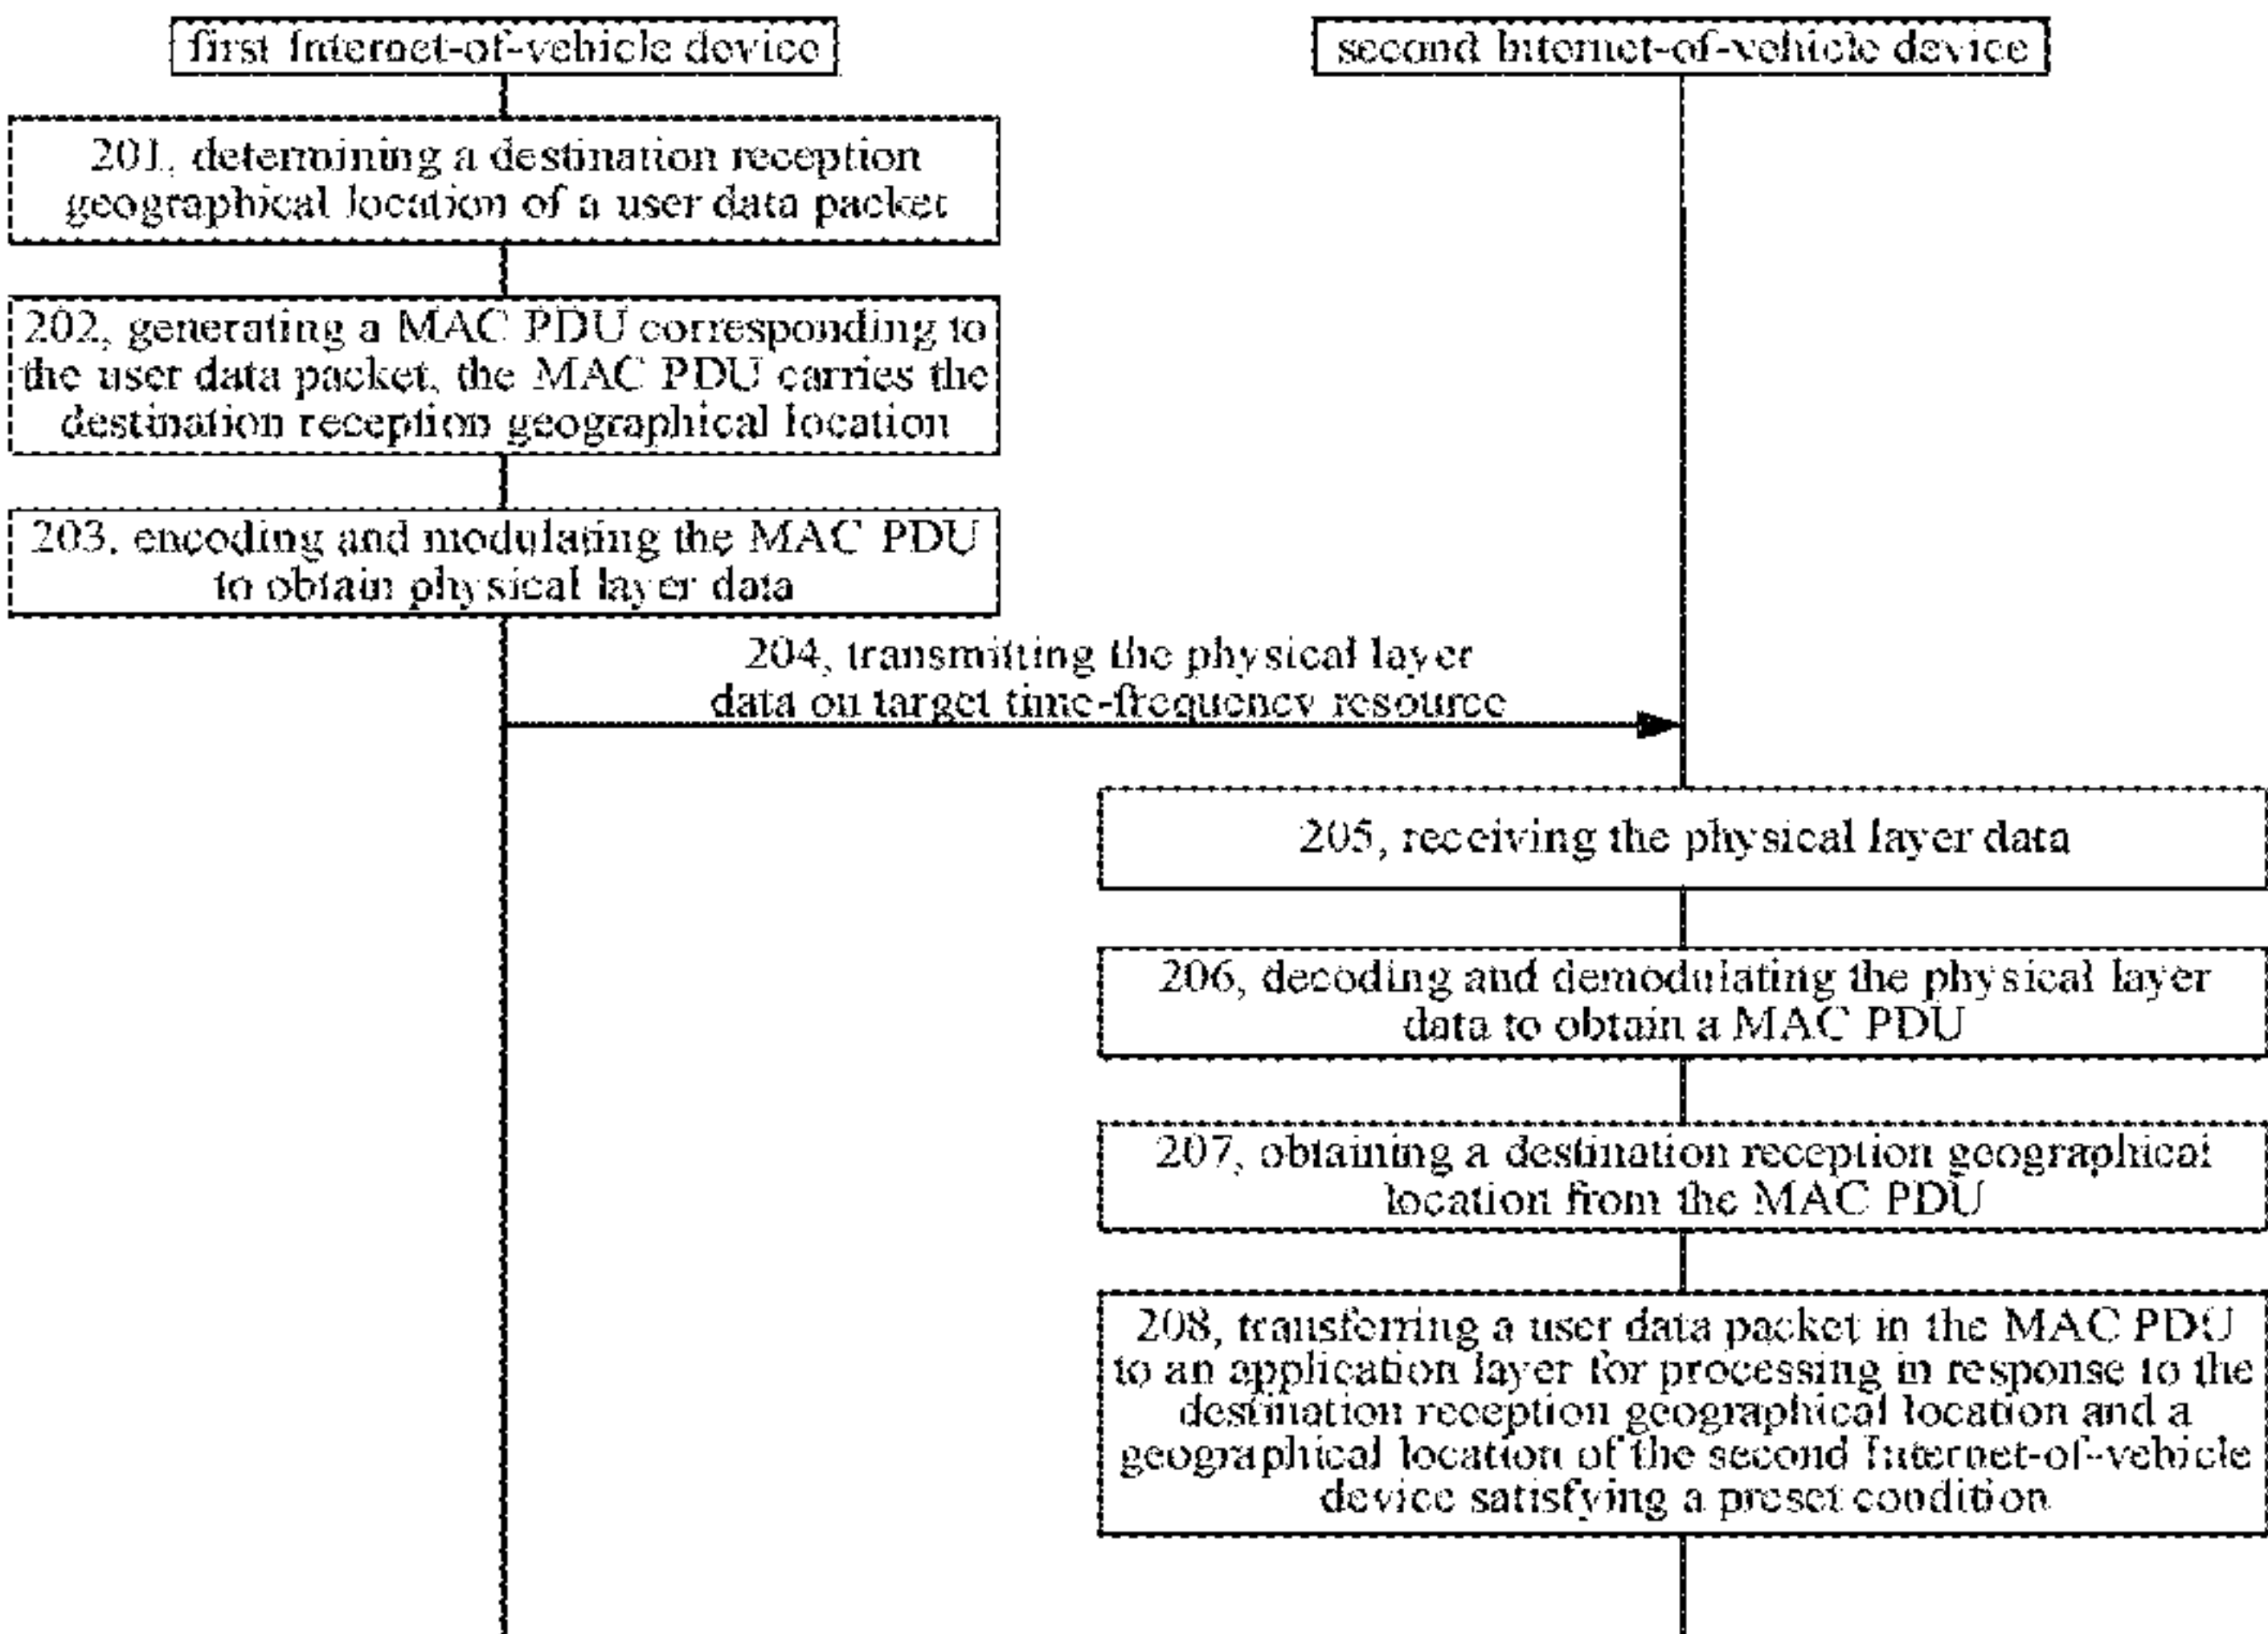 first Internet-of-vehicle device
second Internet-of-vehicle device
201, determining a destination reception
geographical location of a user data packet
202, generating a MAC PDU corresponding to
the user data packet, the MAC PDU carries the
destination reception geographical location
203, encoding and modulating the MAC PDU
to obtain physical layer data
204, transmitting the physical layer
data on target time-frequency resource
205, receiving the physical layer data
206, decoding and demodulating the physical layer
data to obtain a MAC PDU
207, obtaining a destination reception geographical
location from the MAC PDU
208, transferring a user data packet in the MAC PDU
to an application layer for processing in response to the
destination reception geographical location and a
geographical location of the second Internet-of-vehicle
device satisfying a preset condition